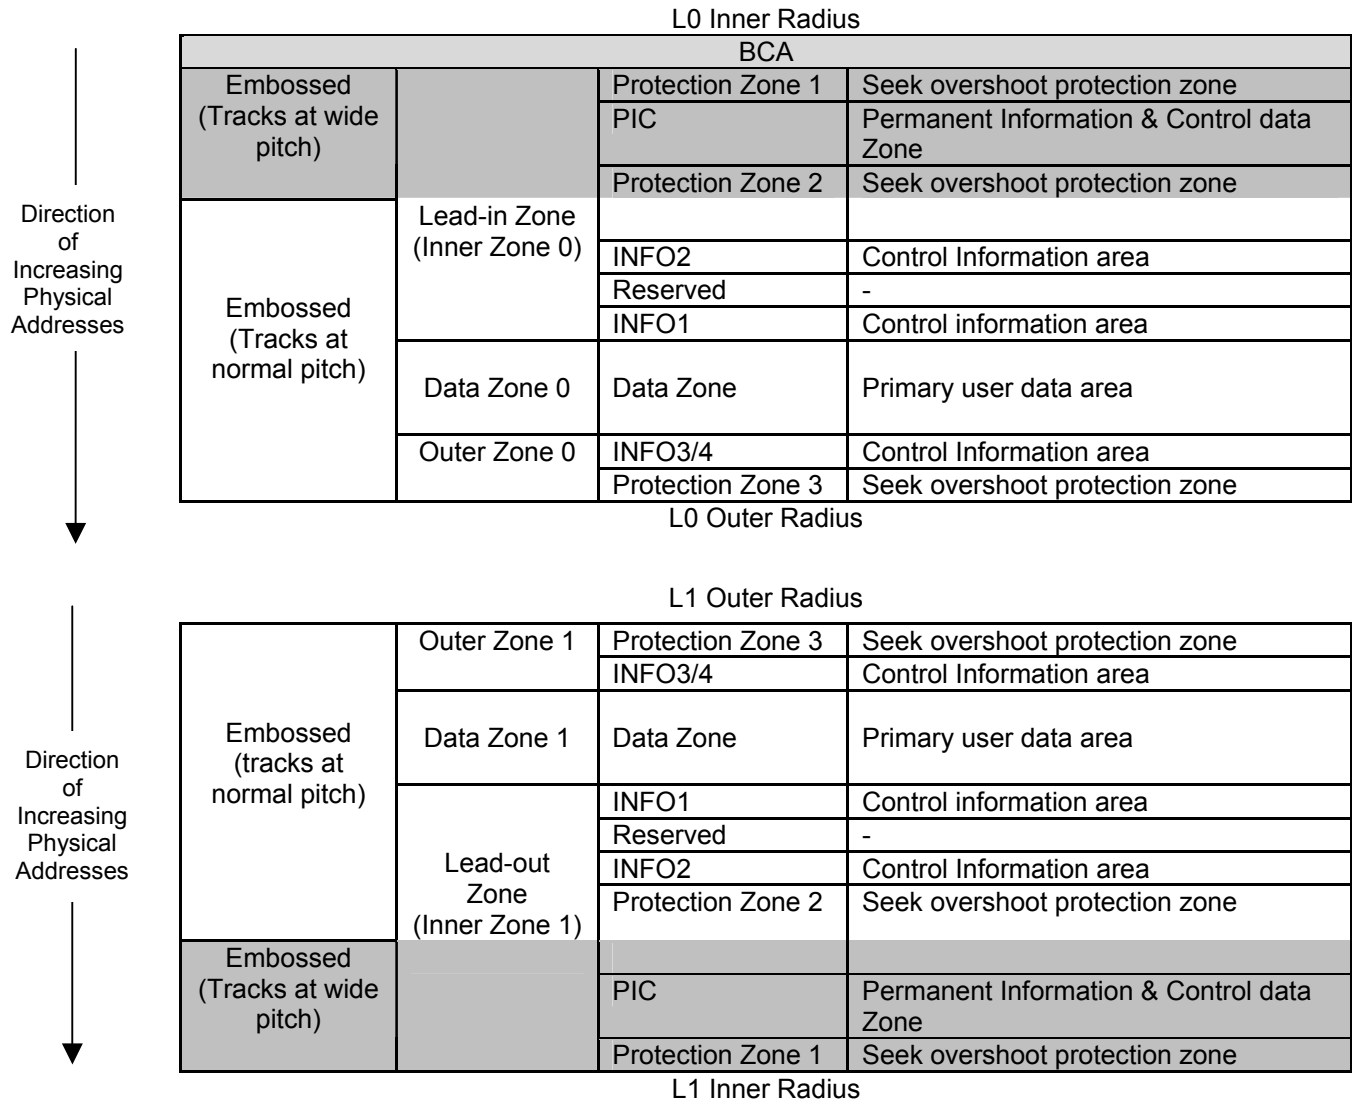 L0 Inner Radius
BCA
Embossed
(Tracks at wide
pitch)
Protection Zone 1
Seek overshoot protection zone
PIC
Permanent Information & Control data
Zone
Protection Zone 2
Seek overshoot protection zone
Lead-in Zone
(Inner Zone 0)
Direction
of
Increasing
Physical
Addresses
Embossed
(Tracks at
normal pitch)
INFO2
Control Information area
Reserved
-
INFO1
Control information area
Data Zone 0
Data Zone
Primary user data area
Outer Zone 0
INFO3/4
Control Information area
Protection Zone 3
Seek overshoot protection zone
L0 Outer Radius
L1 Outer Radius
Outer Zone 1
Protection Zone 3
Seek overshoot protection zone
INFO3/4
Control Information area
Direction
of
Increasing
Physical
Addresses
Embossed
(tracks at
normal pitch)
Data Zone 1
Data Zone
Primary user data area
Lead-out
Zone
(Inner Zone 1)
INFO1
Control information area
Reserved
-
INFO2
Control Information area
Protection Zone 2
Seek overshoot protection zone
Embossed
(Tracks at wide
pitch)
PIC
Permanent Information & Control data
Zone
Protection Zone 1
Seek overshoot protection zone
L1 Inner Radius